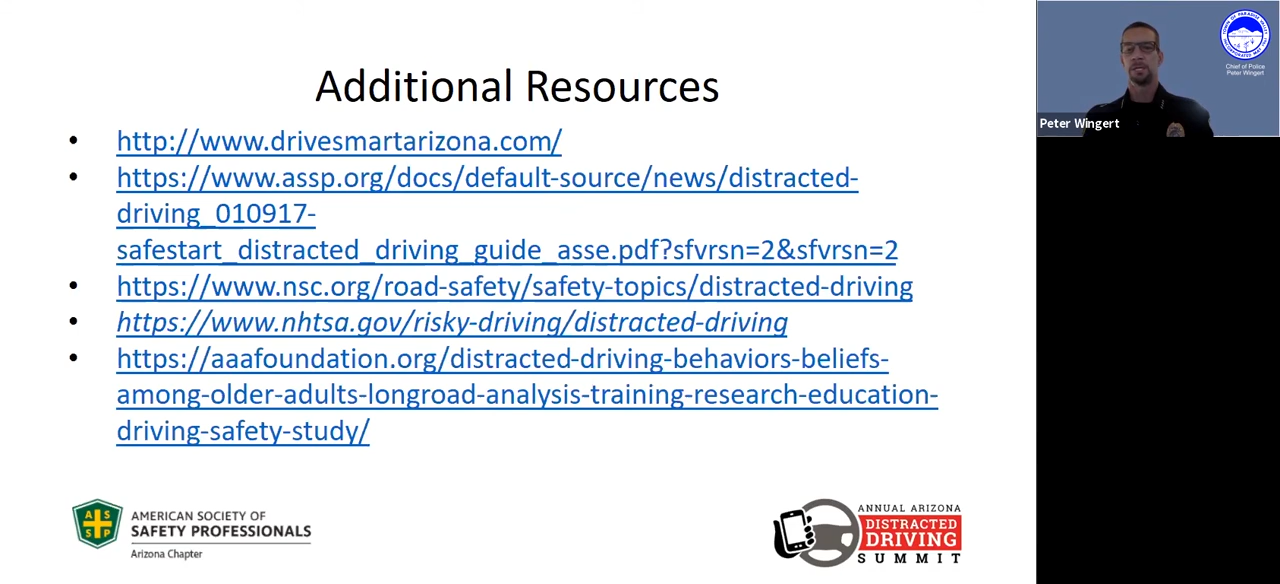 Additional Resources
• http://www.drivesmartarizona.com/
• https://www.assp.org/docs/default-source/news/distracted-
driving_010917-
safestart_distracted_driving_guide_asse.pdf?sfvrsn=2&sfvrsn=2
• https://www.nsc.org/road-safety/safety-topics/distracted-driving
• https://www.nhtsa.gov/risky-driving/distracted-driving
• https://aaafoundation.org/distracted-driving-behaviors-beliefs-
among-older-adults-longroad-analysis-training-research-education-
driving-safety-study/
A S
S P
AMERICAN SOCIETY OF
SAFETY PROFESSIONALS
Arizona Chapter
ANNUAL ARIZONA
DISTRACTED
DRIVING
SUMMIT
TOWN OF PARADISE VALLEY
Chief of Police
Peter Wingert
Peter Wingert